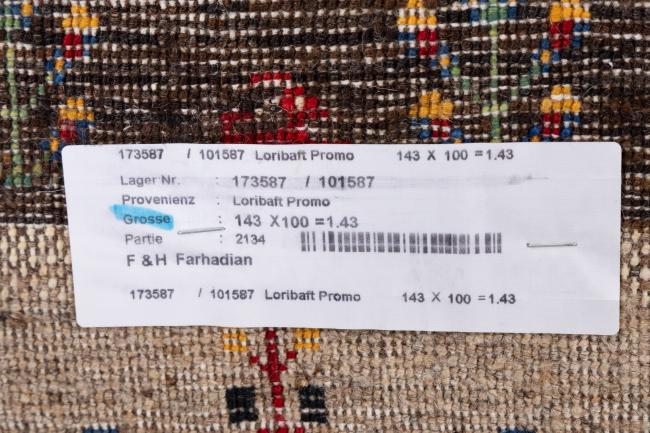 173587 / 101587 Loribaft Promo 143 X 100 =1.43
Lager Nr. : 173587 / 101587
Provenienz : Loribaft Promo
Grosse : 143 X100 =1.43
Partie : 2134
F &H Farhadian
173587 / 101587 Loribaft Promo 143 X 100 =1.43